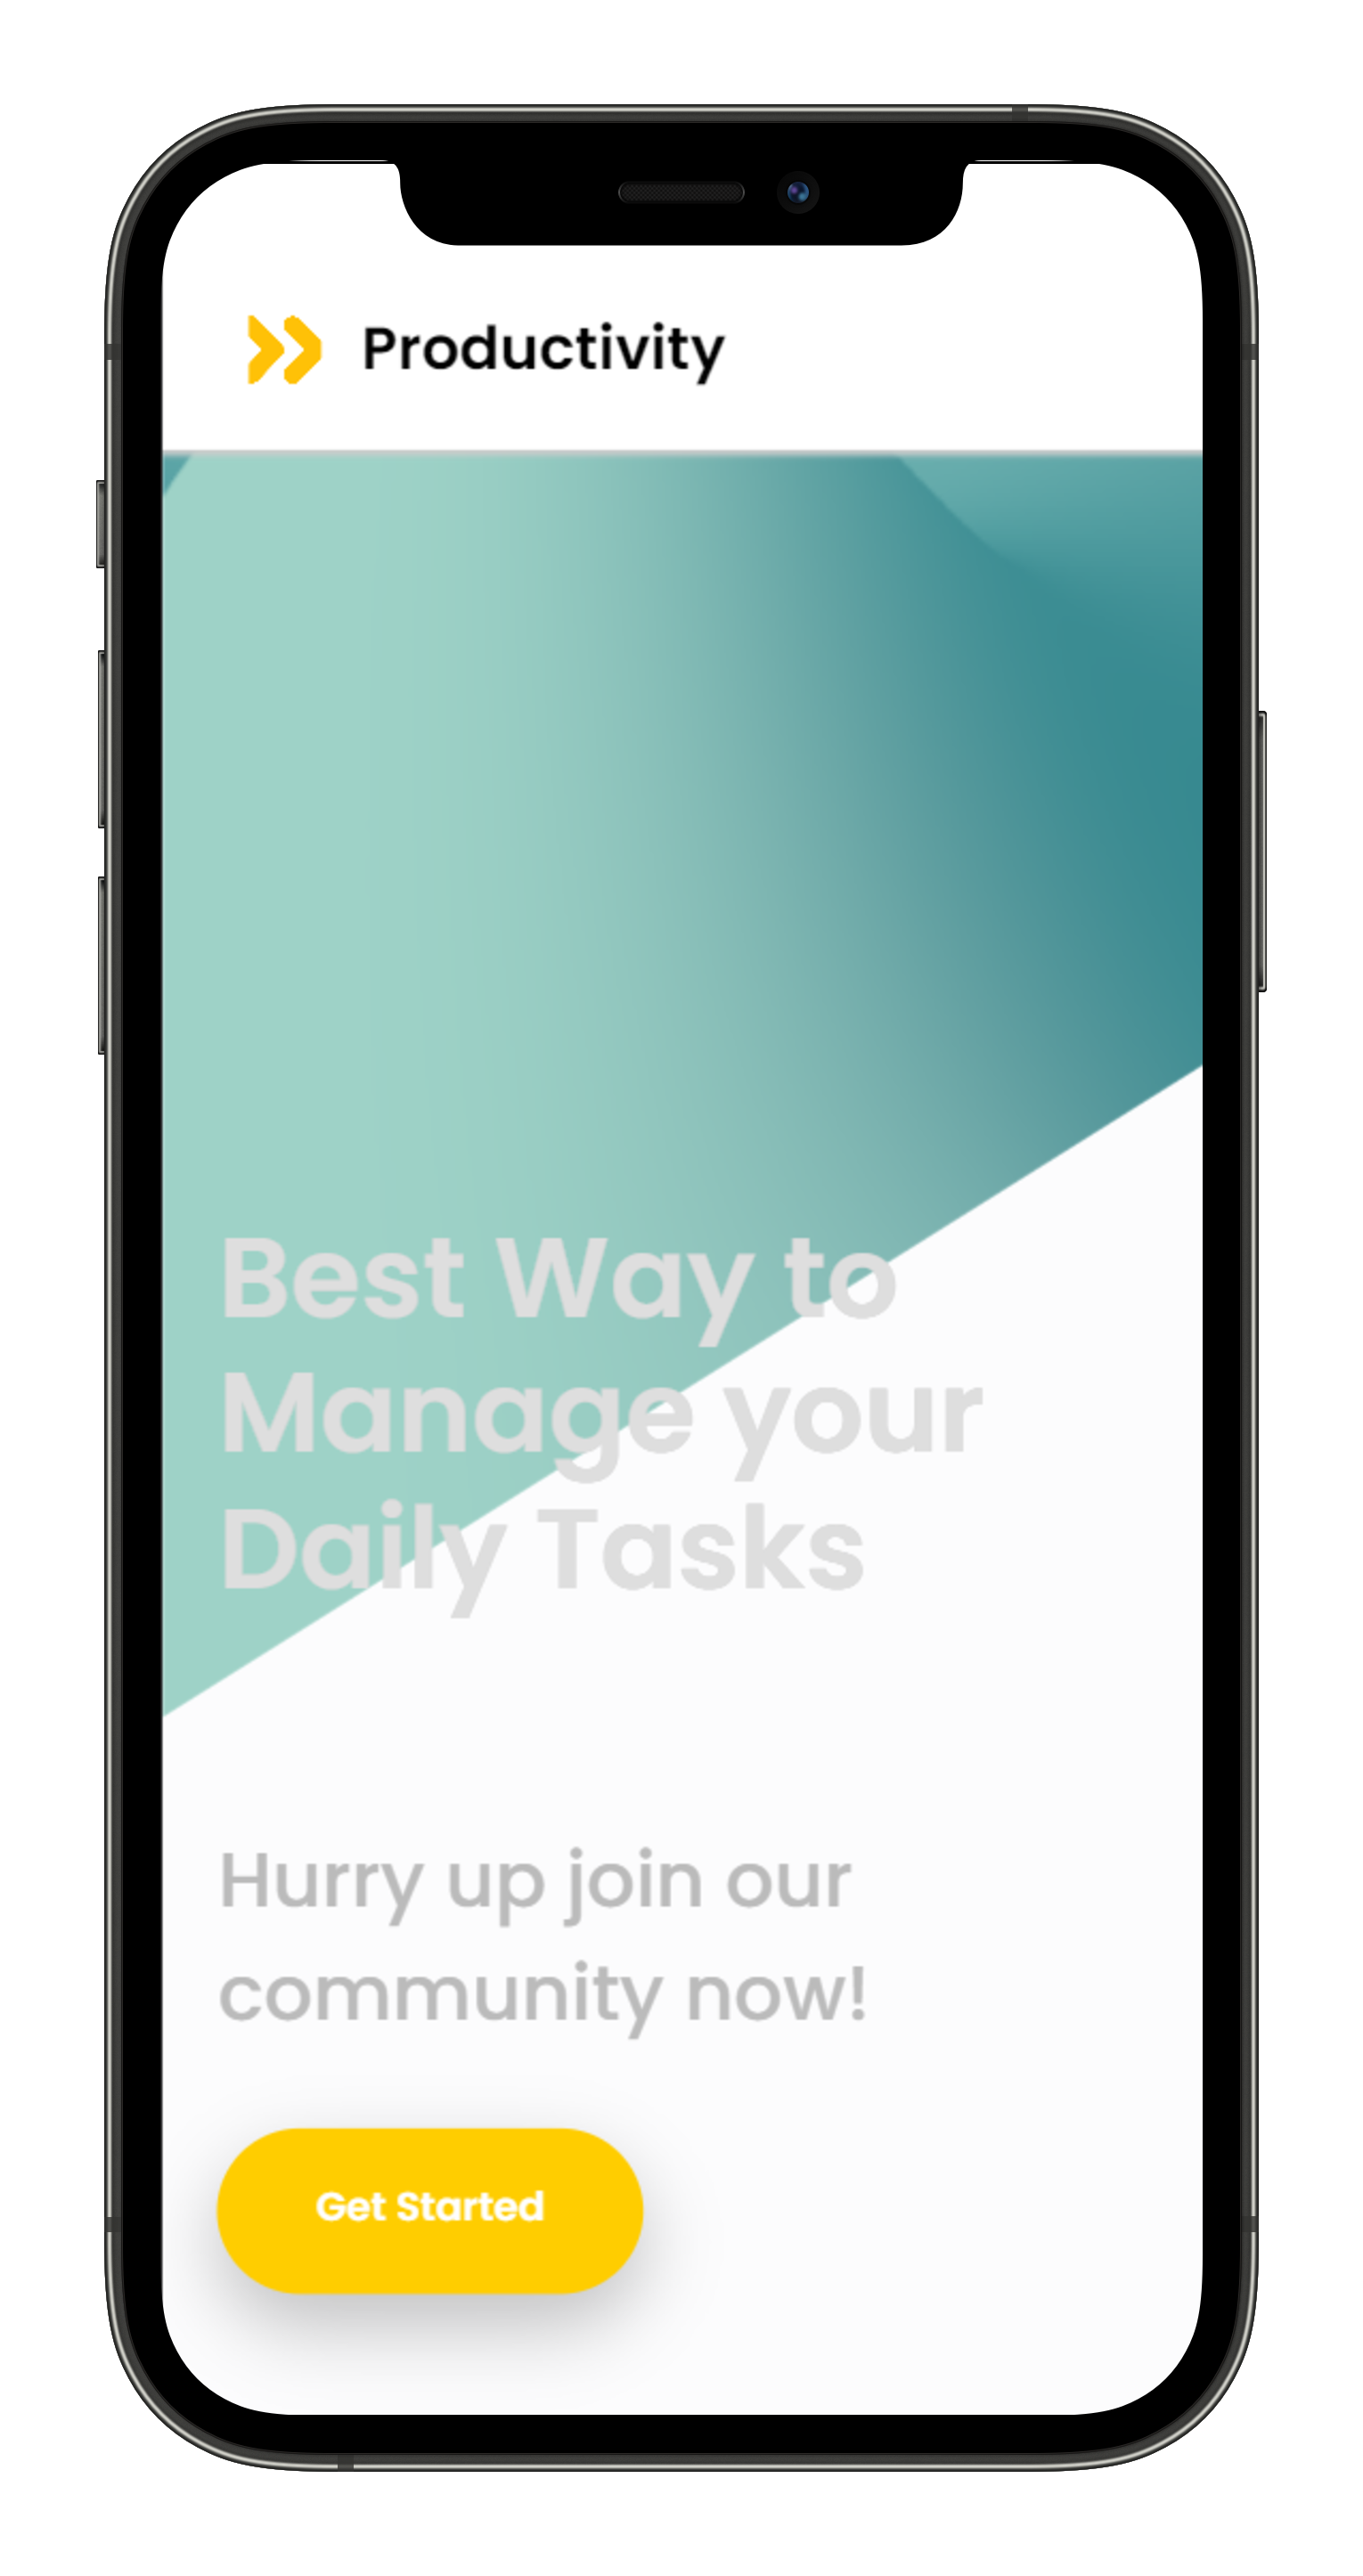 Productivity
Best Way to
Manage your
Daily Tasks
Hurry up join our
community now!
Get Started